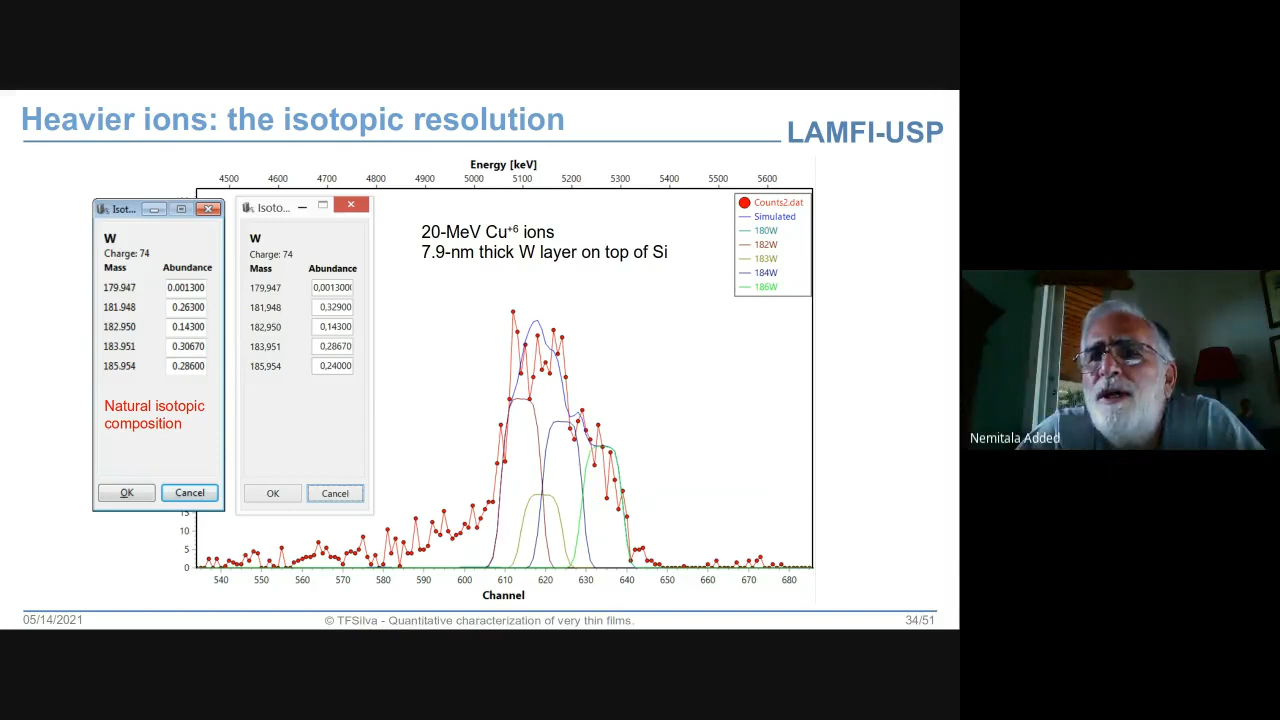 Heavier ions: the isotopic resolution
LAMFI-USP
Energy [keV]
4500 4600 4700 4800 4900 5000 5100 5200 5300 5400 5500 5600
Isot...
W
Charge: 74
Mass Abundance
179.947 0.001300
181.948 0.26300
182.950 0.14300
183.951 0.30670
185.954 0.28600
Natural isotopic
composition
OK Cancel
Isoto...
W
Charge: 74
Mass Abundance
179,947 0,0013000
181,948 0,32900
182,950 0,14300
183,951 0,28670
185,954 0,24000
OK Cancel
20-MeV Cu⁺⁶ ions
7.9-nm thick W layer on top of Si
Counts2.dat
Simulated
180W
182W
183W
184W
186W
15
10
5
0
540 550 560 570 580 590 600 610 620 630 640 650 660 670 680
Channel
05/14/2021
© TFSilva - Quantitative characterization of very thin films.
34/51
Nemitala Added